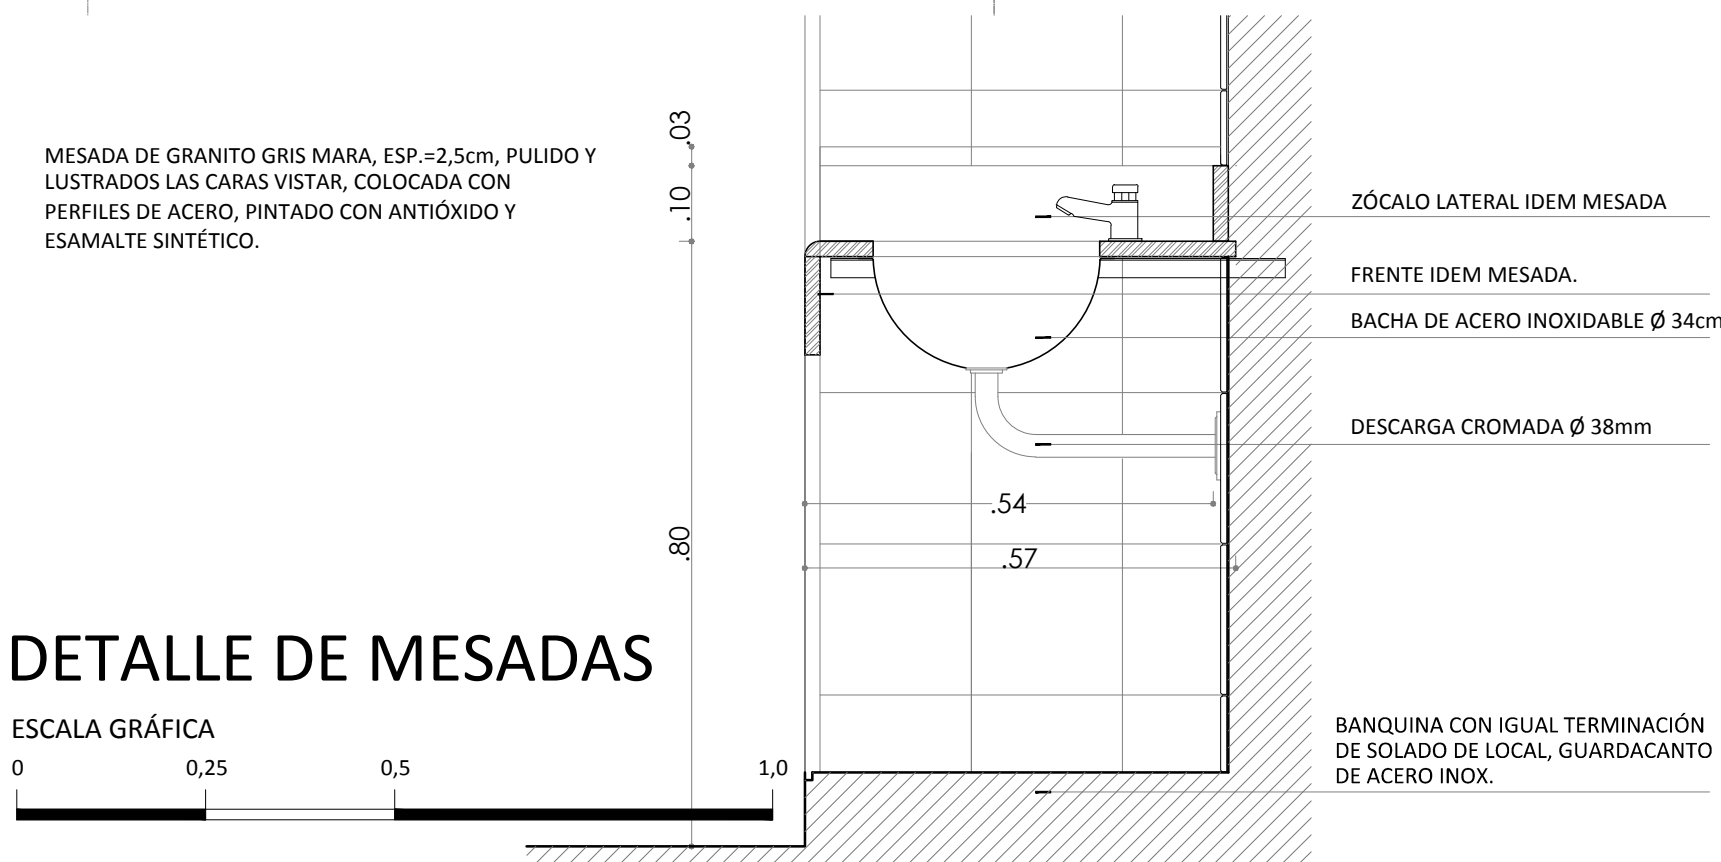 .03
MESADA DE GRANITO GRIS MARA, ESP.=2,5cm, PULIDO Y
LUSTRADOS LAS CARAS VISTAR, COLOCADA CON
PERFILES DE ACERO, PINTADO CON ANTIÓXIDO Y
ESAMALTE SINTÉTICO.
.10
ZÓCALO LATERAL IDEM MESADA
FRENTE IDEM MESADA.
BACHA DE ACERO INOXIDABLE Ø 34cm
DESCARGA CROMADA Ø 38mm
.54
.80
.57
DETALLE DE MESADAS
ESCALA GRÁFICA
0 0,25 0,5 1,0
BANQUINA CON IGUAL TERMINACIÓN
DE SOLADO DE LOCAL, GUARDACANTO
DE ACERO INOX.